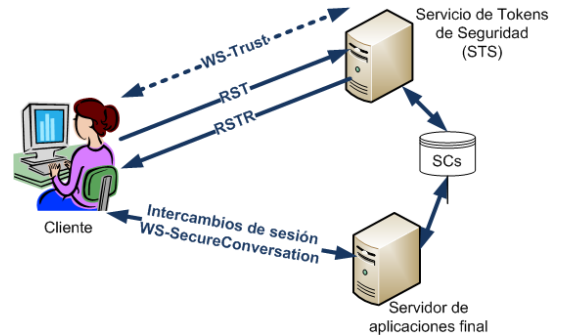 Servicio de Tokens
de Seguridad
(STS)
WS-Trust
RST
RSTR
SCs
Cliente
Intercambios de sesión
WS-SecureConversation
Servidor de
aplicaciones final